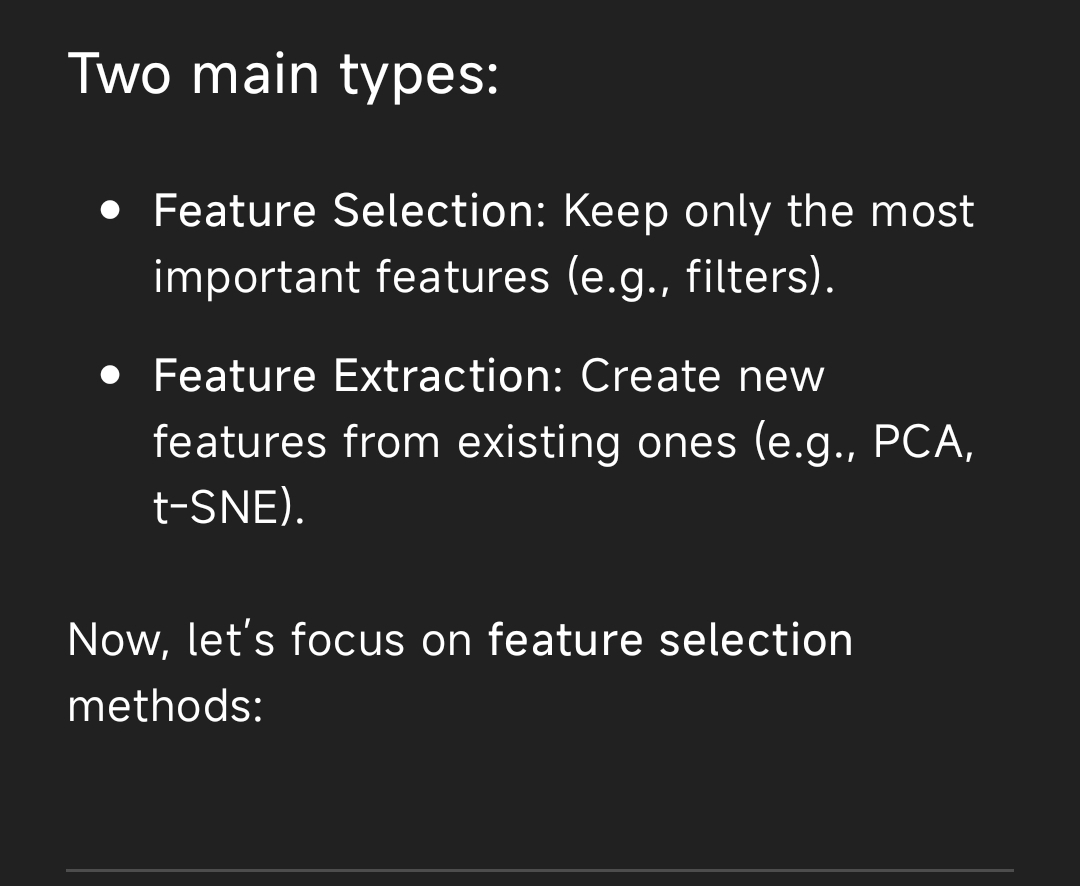 Two main types:
• Feature Selection: Keep only the most
important features (e.g., filters).
• Feature Extraction: Create new
features from existing ones (e.g., PCA,
t-SNE).
Now, let's focus on feature selection
methods: